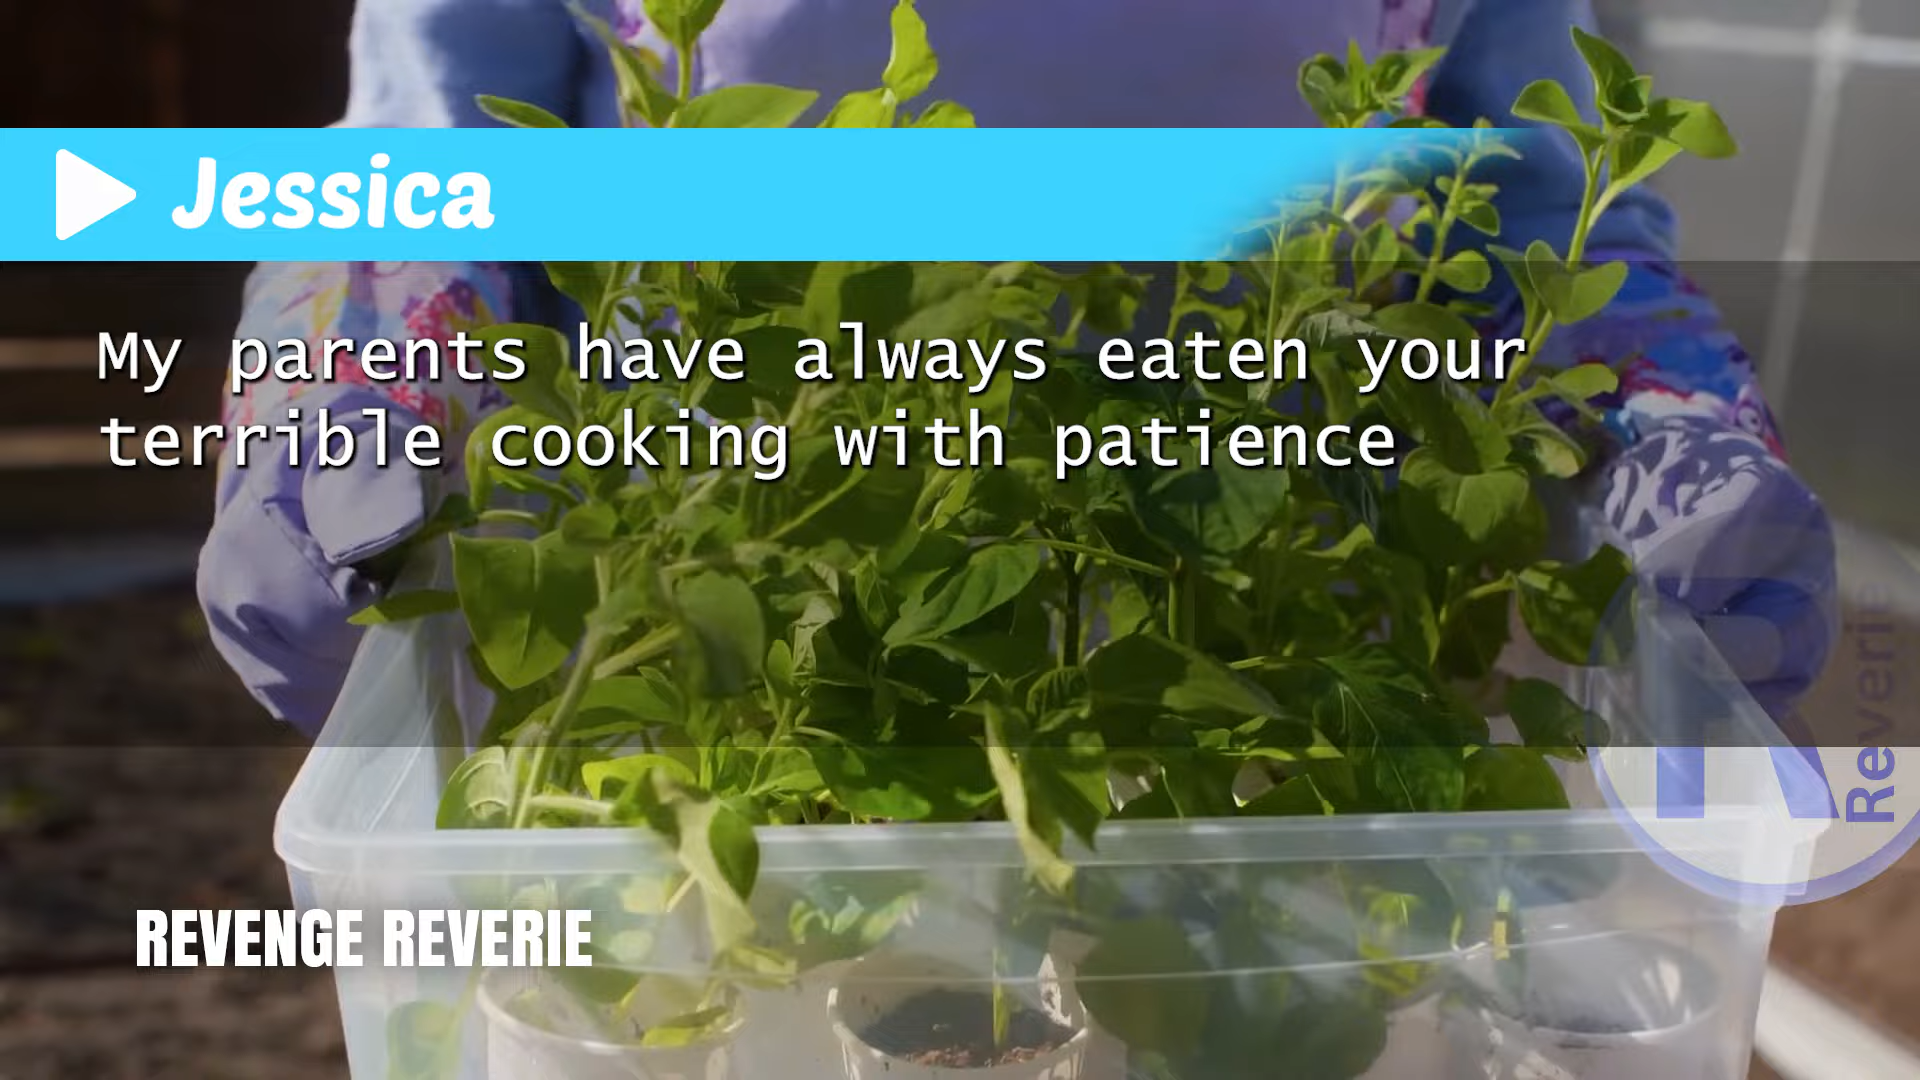 Jessica
My parents have always eaten your
terrible cooking with patience
R
Reverie
REVENGE REVERIE